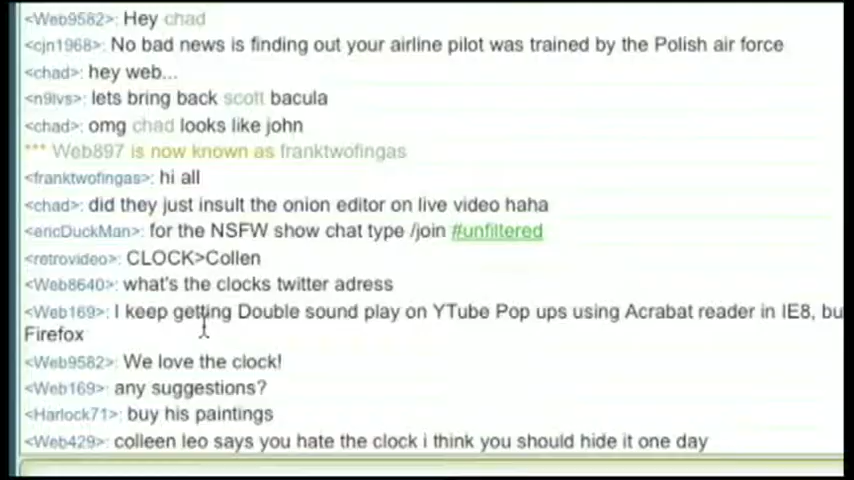 <Web9582>: Hey chad
<cjn1968>: No bad news is finding out your airline pilot was trained by the Polish air force
<chad>: hey web...
<n9lvs>: lets bring back scott bacula
<chad>: omg chad looks like john
*** Web897 is now known as franktwofingas
<franktwofingas>: hi all
<chad>: did they just insult the onion editor on live video haha
<ericDuckMan>: for the NSFW show chat type /join #unfiltered
<retrovideo>: CLOCK>Collen
<Web8640>: what's the clocks twitter adress
<Web169>: I keep getting Double sound play on YTube Pop ups using Acrabat reader in IE8, bu
Firefox
<Web9582>: We love the clock!
<Web169>: any suggestions?
<Harlock71>: buy his paintings
<Web429>: colleen leo says you hate the clock i think you should hide it one day